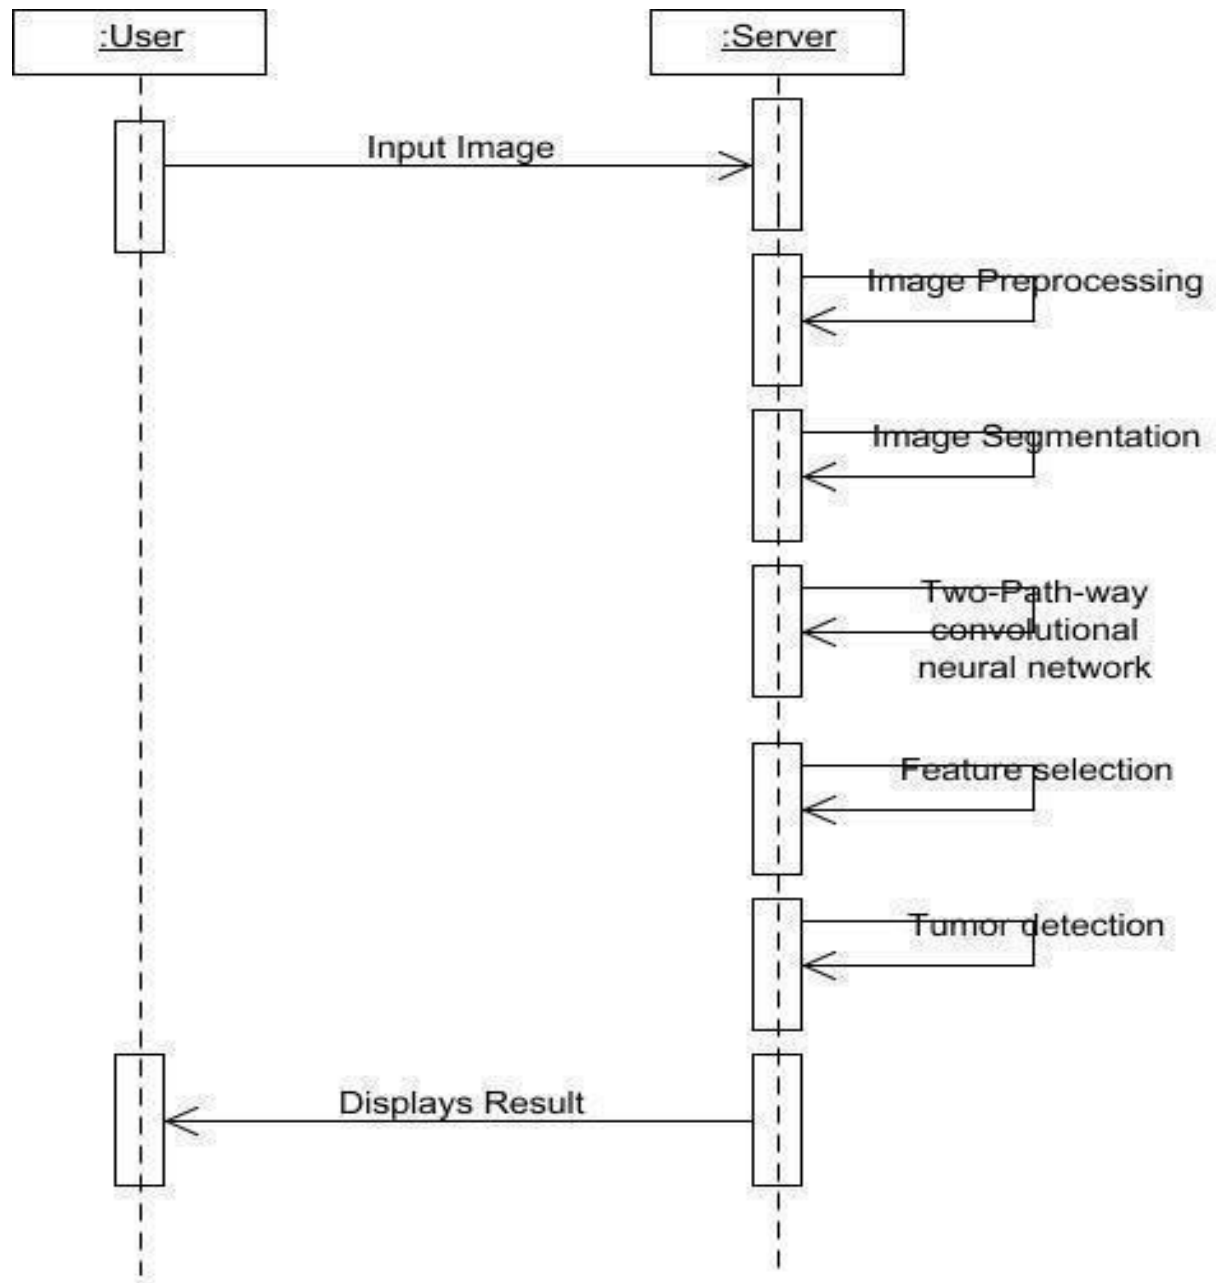 :User
:Server
Input Image
Image Preprocessing
Image Segmentation
Two-Path-way
convolutional
neural network
Feature selection
Tumor detection
Displays Result